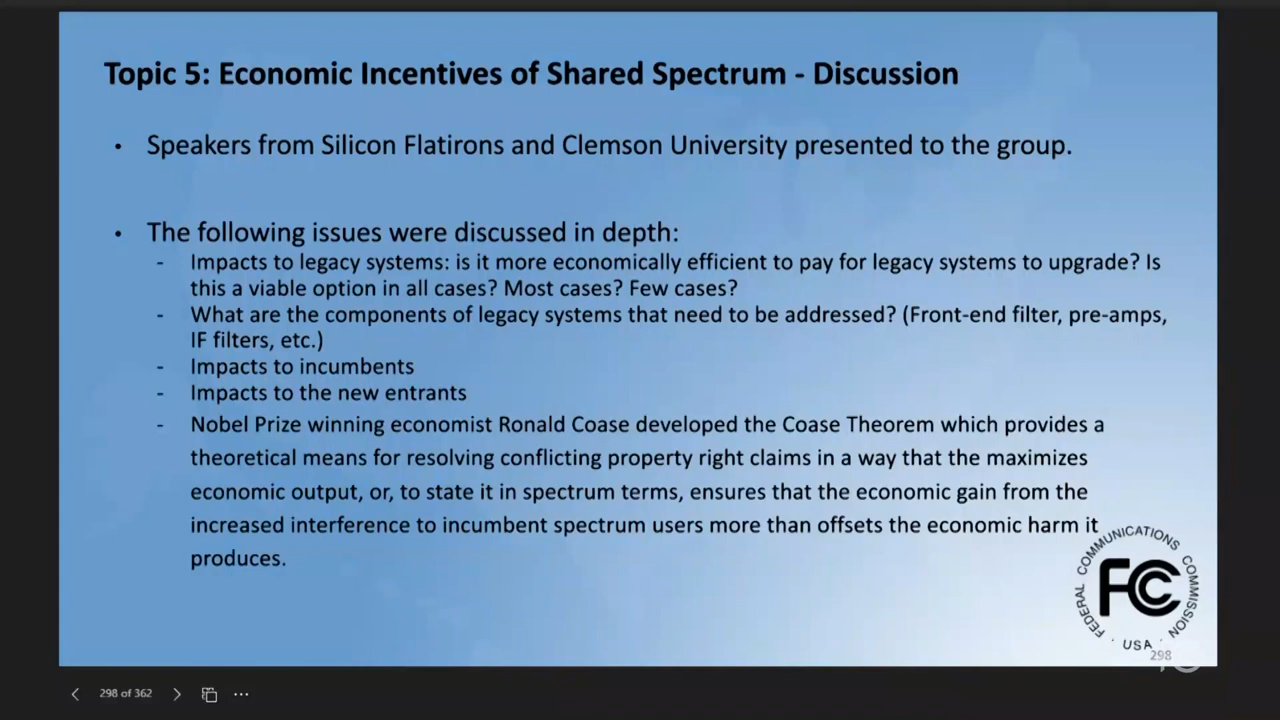 Topic 5: Economic Incentives of Shared Spectrum - Discussion
• Speakers from Silicon Flatirons and Clemson University presented to the group.
• The following issues were discussed in depth:
- Impacts to legacy systems: is it more economically efficient to pay for legacy systems to upgrade? Is
this a viable option in all cases? Most cases? Few cases?
- What are the components of legacy systems that need to be addressed? (Front-end filter, pre-amps,
IF filters, etc.)
- Impacts to incumbents
- Impacts to the new entrants
- Nobel Prize winning economist Ronald Coase developed the Coase Theorem which provides a
theoretical means for resolving conflicting property right claims in a way that the maximizes
economic output, or, to state it in spectrum terms, ensures that the economic gain from the
increased interference to incumbent spectrum users more than offsets the economic harm it
produces.
FEDERAL COMMUNICATIONS COMMISSION
FCC
· USA ·
298
298 of 362